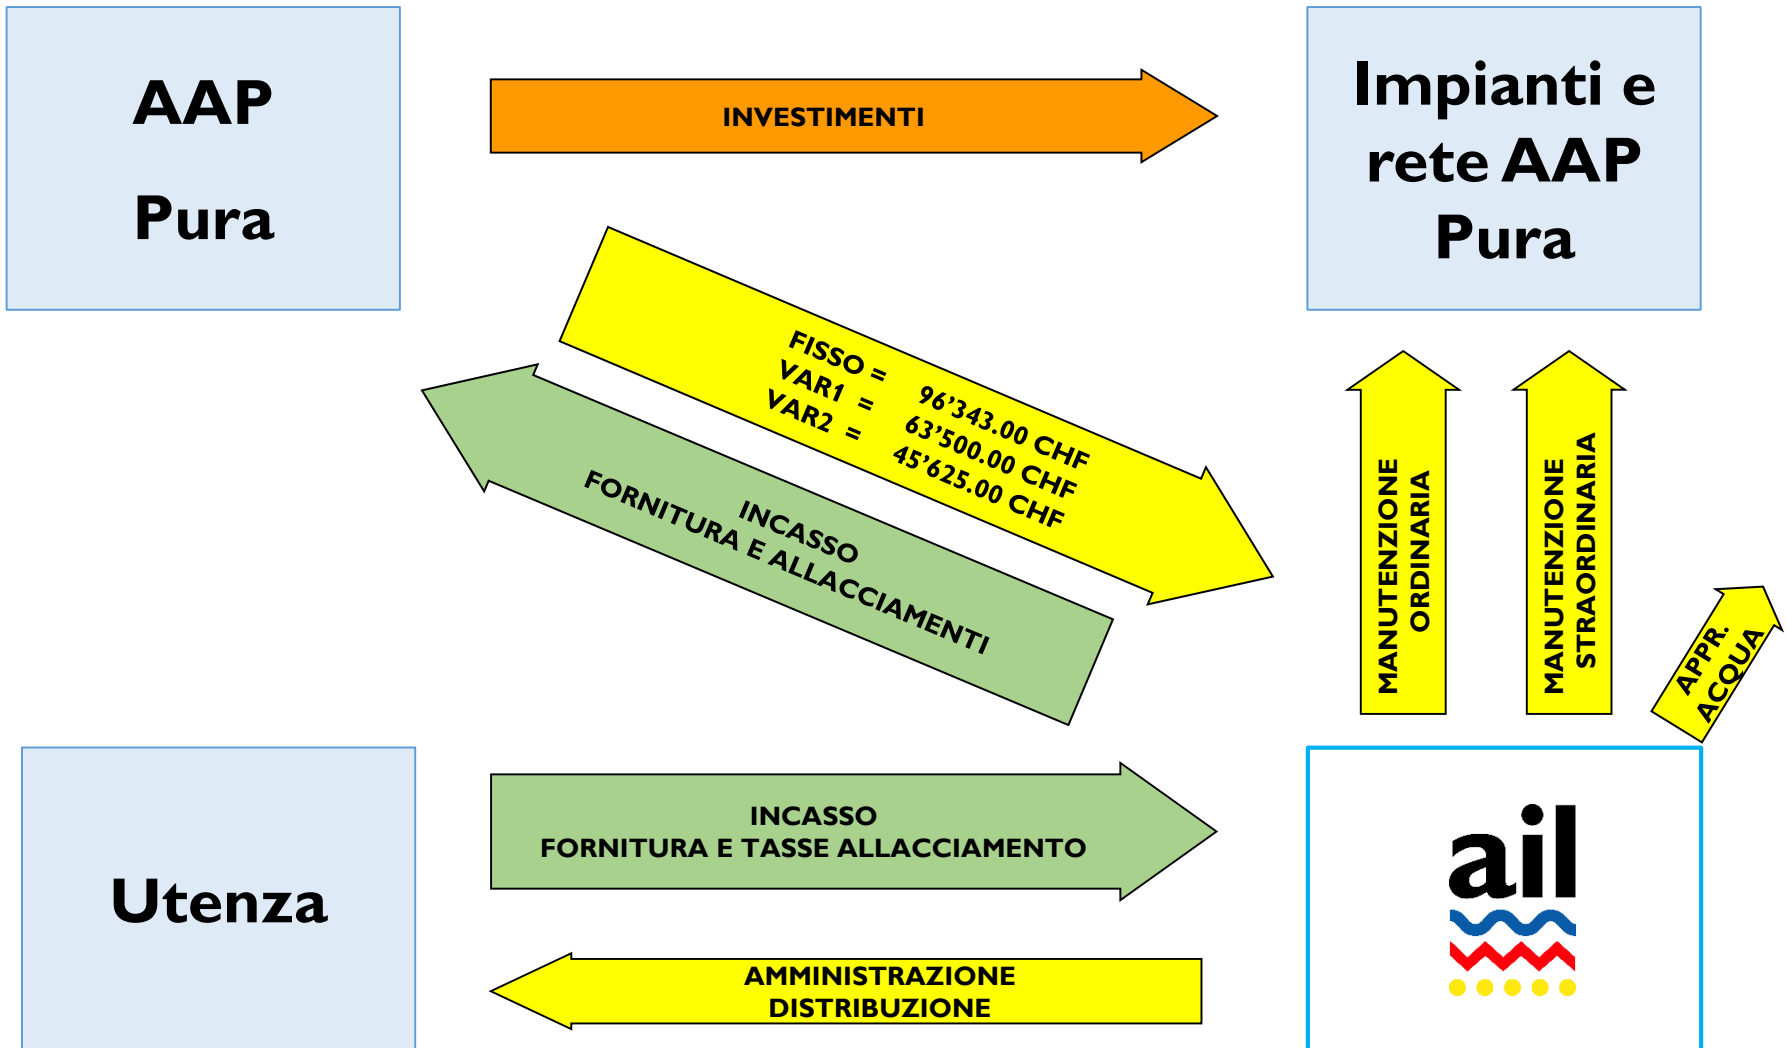 AAP
Pura
INVESTIMENTI
Impianti e
rete AAP
Pura
FISSO = 96’343.00 CHF
VAR1 = 63’500.00 CHF
VAR2 = 45’625.00 CHF
INCASSO
FORNITURA E ALLACCIAMENTI
MANUTENZIONE
ORDINARIA
MANUTENZIONE
STRAORDINARIA
APPR.
ACQUA
Utenza
INCASSO
FORNITURA E TASSE ALLACCIAMENTO
AMMINISTRAZIONE
DISTRIBUZIONE
ail